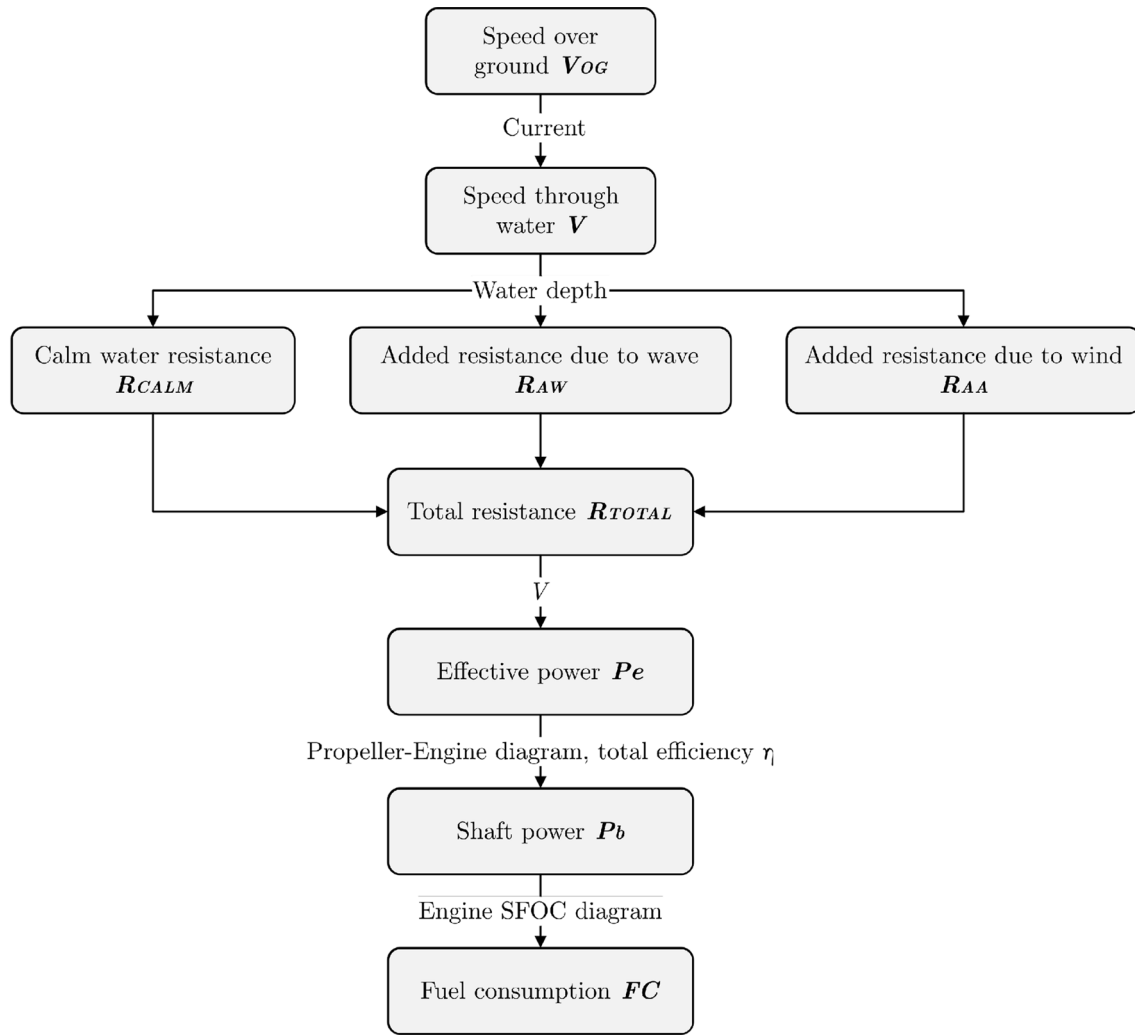 Speed over
ground VOG
Current
Speed through
water V
Water depth
Calm water resistance
RCALM
Added resistance due to wave
RAW
Added resistance due to wind
RAA
Total resistance RTOTAL
V
Effective power Pe
Propeller-Engine diagram, total efficiency η
Shaft power Pb
Engine SFOC diagram
Fuel consumption FC